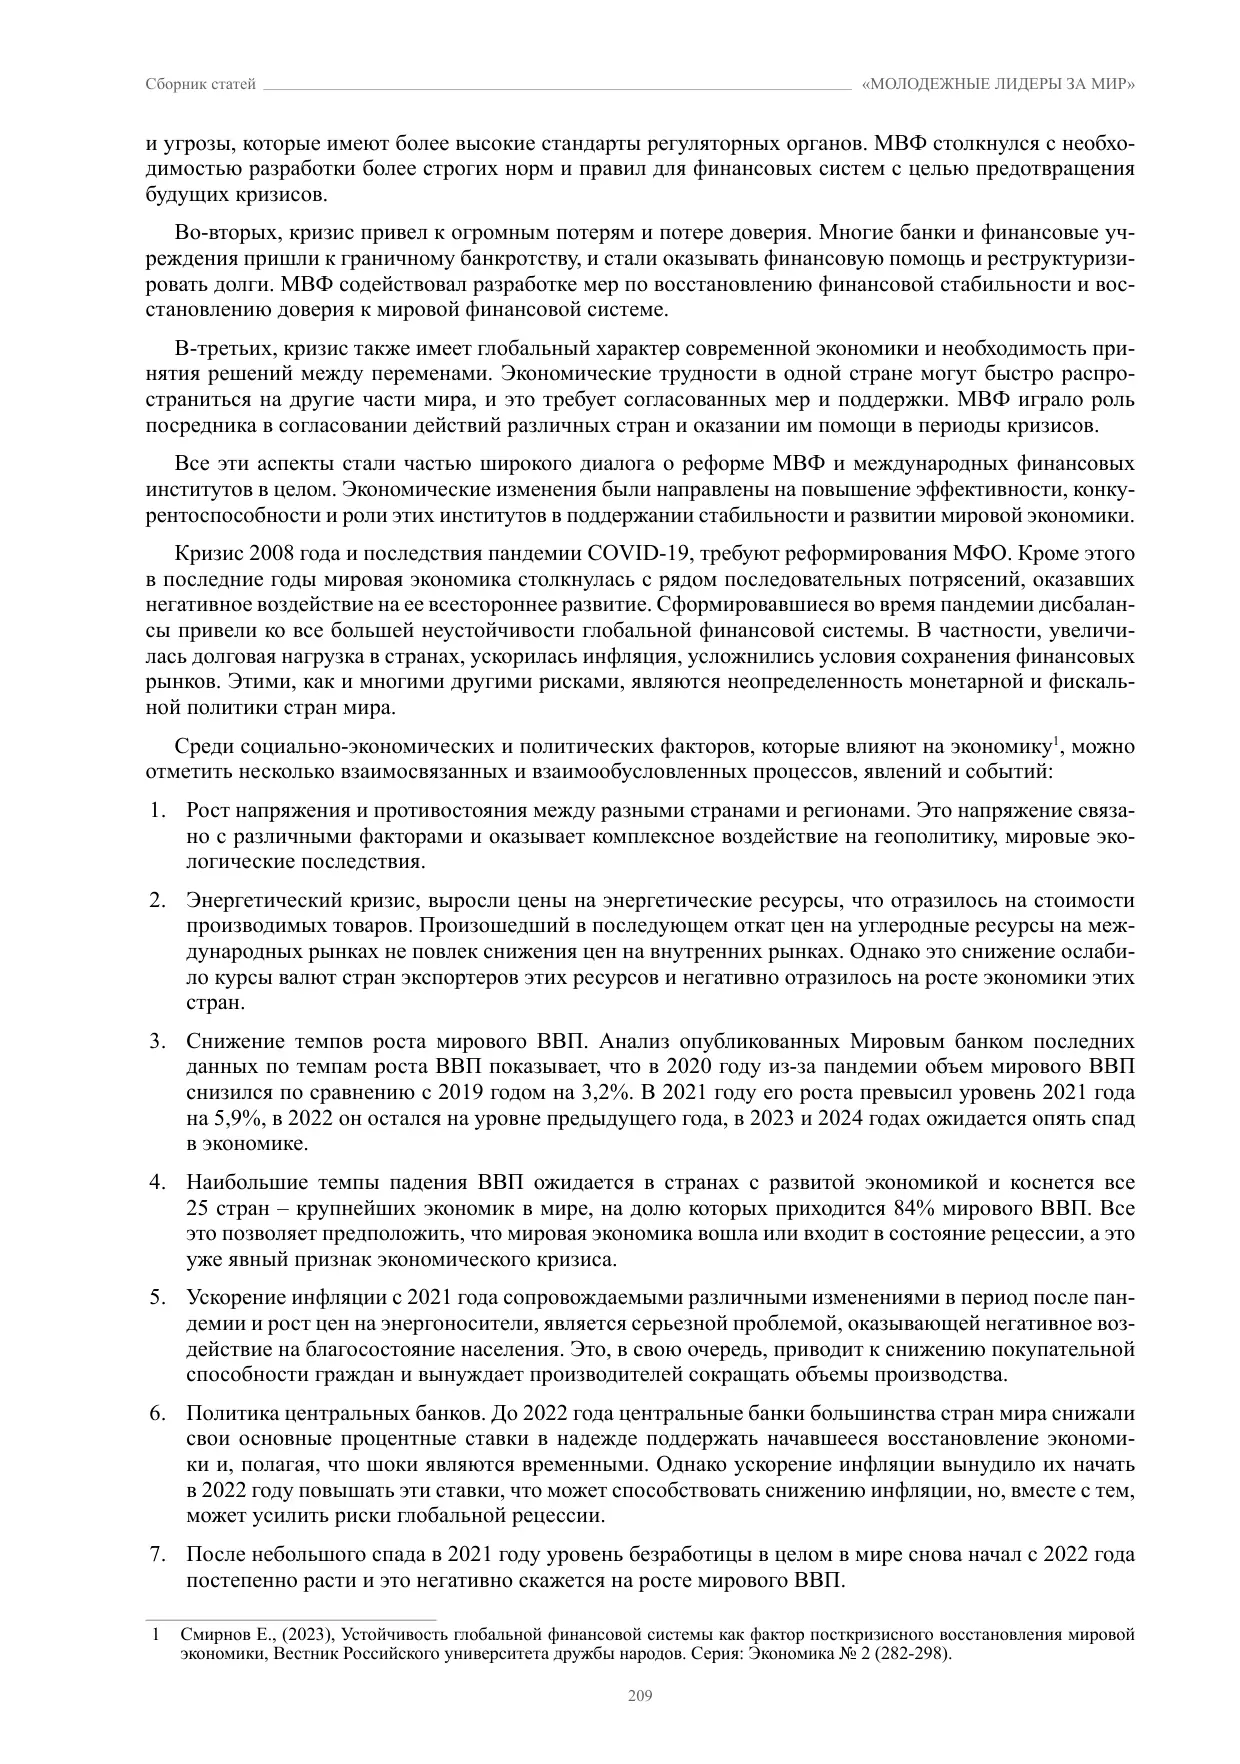 Сборник статей «МОЛОДЕЖНЫЕ ЛИДЕРЫ ЗА МИР»
и угрозы, которые имеют более высокие стандарты регуляторных органов. МВФ столкнулся с необхо-
димостью разработки более строгих норм и правил для финансовых систем с целью предотвращения
будущих кризисов.
Во-вторых, кризис привел к огромным потерям и потере доверия. Многие банки и финансовые уч-
реждения пришли к граничному банкротству, и стали оказывать финансовую помощь и реструктуризи-
ровать долги. МВФ содействовал разработке мер по восстановлению финансовой стабильности и вос-
становлению доверия к мировой финансовой системе.
В-третьих, кризис также имеет глобальный характер современной экономики и необходимость при-
нятия решений между переменами. Экономические трудности в одной стране могут быстро распро-
страниться на другие части мира, и это требует согласованных мер и поддержки. МВФ играло роль
посредника в согласовании действий различных стран и оказании им помощи в периоды кризисов.
Все эти аспекты стали частью широкого диалога о реформе МВФ и международных финансовых
институтов в целом. Экономические изменения были направлены на повышение эффективности, конку-
рентоспособности и роли этих институтов в поддержании стабильности и развитии мировой экономики.
Кризис 2008 года и последствия пандемии COVID-19, требуют реформирования МФО. Кроме этого
в последние годы мировая экономика столкнулась с рядом последовательных потрясений, оказавших
негативное воздействие на ее всестороннее развитие. Сформировавшиеся во время пандемии дисбалан-
сы привели ко все большей неустойчивости глобальной финансовой системы. В частности, увеличи-
лась долговая нагрузка в странах, ускорилась инфляция, усложнились условия сохранения финансовых
рынков. Этими, как и многими другими рисками, являются неопределенность монетарной и фискаль-
ной политики стран мира.
Среди социально-экономических и политических факторов, которые влияют на экономику1, можно
отметить несколько взаимосвязанных и взаимообусловленных процессов, явлений и событий:
1. Рост напряжения и противостояния между разными странами и регионами. Это напряжение связа-
но с различными факторами и оказывает комплексное воздействие на геополитику, мировые эко-
логические последствия.
2. Энергетический кризис, выросли цены на энергетические ресурсы, что отразилось на стоимости
производимых товаров. Произошедший в последующем откат цен на углеродные ресурсы на меж-
дународных рынках не повлек снижения цен на внутренних рынках. Однако это снижение ослаби-
ло курсы валют стран экспортеров этих ресурсов и негативно отразилось на росте экономики этих
стран.
3. Снижение темпов роста мирового ВВП. Анализ опубликованных Мировым банком последних
данных по темпам роста ВВП показывает, что в 2020 году из-за пандемии объем мирового ВВП
снизился по сравнению с 2019 годом на 3,2%. В 2021 году его роста превысил уровень 2021 года
на 5,9%, в 2022 он остался на уровне предыдущего года, в 2023 и 2024 годах ожидается опять спад
в экономике.
4. Наибольшие темпы падения ВВП ожидается в странах с развитой экономикой и коснется все
25 стран – крупнейших экономик в мире, на долю которых приходится 84% мирового ВВП. Все
это позволяет предположить, что мировая экономика вошла или входит в состояние рецессии, а это
уже явный признак экономического кризиса.
5. Ускорение инфляции с 2021 года сопровождаемыми различными изменениями в период после пан-
демии и рост цен на энергоносители, является серьезной проблемой, оказывающей негативное воз-
действие на благосостояние населения. Это, в свою очередь, приводит к снижению покупательной
способности граждан и вынуждает производителей сокращать объемы производства.
6. Политика центральных банков. До 2022 года центральные банки большинства стран мира снижали
свои основные процентные ставки в надежде поддержать начавшееся восстановление экономи-
ки и, полагая, что шоки являются временными. Однако ускорение инфляции вынудило их начать
в 2022 году повышать эти ставки, что может способствовать снижению инфляции, но, вместе с тем,
может усилить риски глобальной рецессии.
7. После небольшого спада в 2021 году уровень безработицы в целом в мире снова начал с 2022 года
постепенно расти и это негативно скажется на росте мирового ВВП.
1 Смирнов Е., (2023), Устойчивость глобальной финансовой системы как фактор посткризисного восстановления мировой
экономики, Вестник Российского университета дружбы народов. Серия: Экономика № 2 (282-298).
209